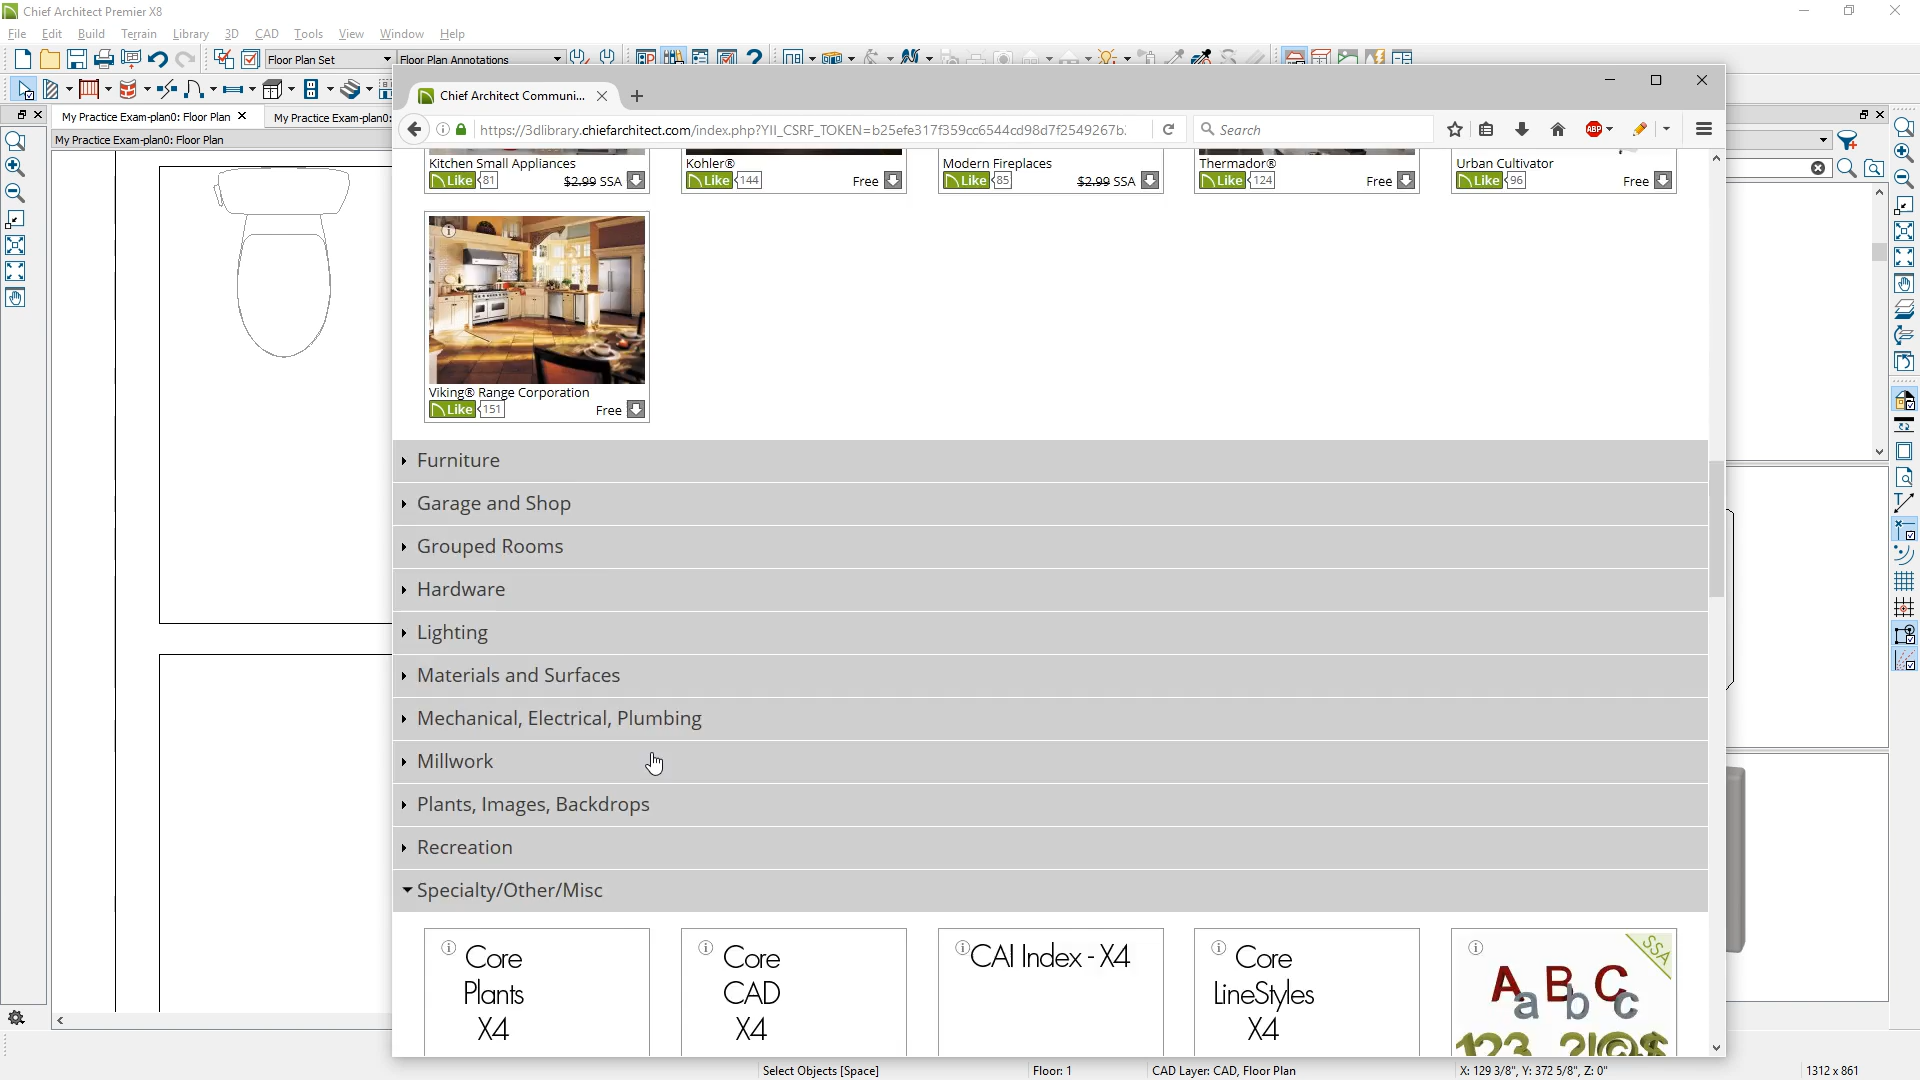 Chief Architect Premier X8
File Edit Build Terrain Library 3D CAD Tools View Window Help
Floor Plan Set Floor Plan Annotations
Chief Architect Communi...
My Practice Exam-plan0: Floor Plan My Practice Exam-plan0:
My Practice Exam-plan0: Floor Plan
https://3dlibrary.chiefarchitect.com/index.php?YII_CSRF_TOKEN=b25efe317f359cc6544cd98d7f2549267b
Search
ABP
Kitchen Small Appliances
Like 81 $2.99 SSA
Kohler®
Like 144 Free
Modern Fireplaces
Like 85 $2.99 SSA
Thermador®
Like 124 Free
Urban Cultivator
Like 96 Free
Viking® Range Corporation
Like 151 Free
Furniture
Garage and Shop
Grouped Rooms
Hardware
Lighting
Materials and Surfaces
Mechanical, Electrical, Plumbing
Millwork
Plants, Images, Backdrops
Recreation
Specialty/Other/Misc
Core
Plants
X4
Core
CAD
X4
CAI Index - X4
Core
LineStyles
X4
SSA
A B C
a b c
123 ?!©$
Select Objects [Space] Floor: 1 CAD Layer: CAD, Floor Plan X: 129 3/8", Y: 372 5/8", Z: 0" 1312 x 861